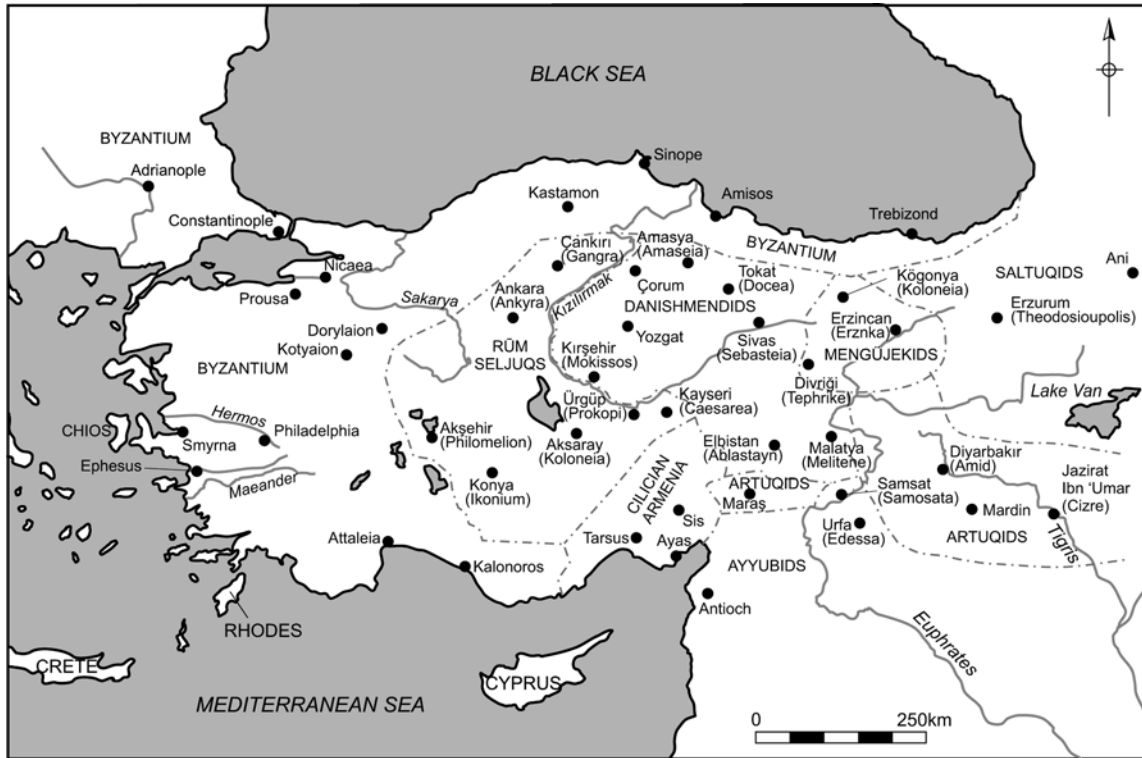 BLACK SEA
BYZANTIUM
Adrianople
Constantinople
Sinope
Kastamon
Amisos
Trebizond
BYZANTIUM
Çankırı
(Gangra)
Amasya
(Amaseia)
Çorum
Tokat
(Docea)
Kögonya
(Koloneia)
SALTUQIDS
Ani
Nicaea
Prousa
Sakarya
Ankara
(Ankyra)
Kızılırmak
DANISHMENDIDS
Yozgat
Sivas
(Sebasteia)
Erzincan
(Erznka)
Erzurum
(Theodosioupolis)
MENGÜJEKIDS
Dorylaion
Kotyaion
BYZANTIUM
RŪM
SELJUQS
Kırşehir
(Mokissos)
Divriği
(Tephrike)
Lake Van
Ürgüp
(Prokopi)
Kayseri
(Caesarea)
Hermos
CHIOS
Smyrna
Philadelphia
Akşehir
(Philomelion)
Aksaray
(Koloneia)
Elbistan
(Ablastayn)
Malatya
(Melitene)
Diyarbakır
(Amid)
Jazirat
Ibn ‘Umar
(Cizre)
Ephesus
Maeander
Konya
(Ikonium)
CILICIAN
ARMENIA
ARTUQIDS
Maraş
Samsat
(Samosata)
Mardin
Sis
Tarsus
Ayas
Urfa
(Edessa)
ARTUQIDS
Tigris
Attaleia
Kalonoros
AYYUBIDS
Antioch
Euphrates
RHODES
CRETE
CYPRUS
MEDITERRANEAN SEA
0 250km